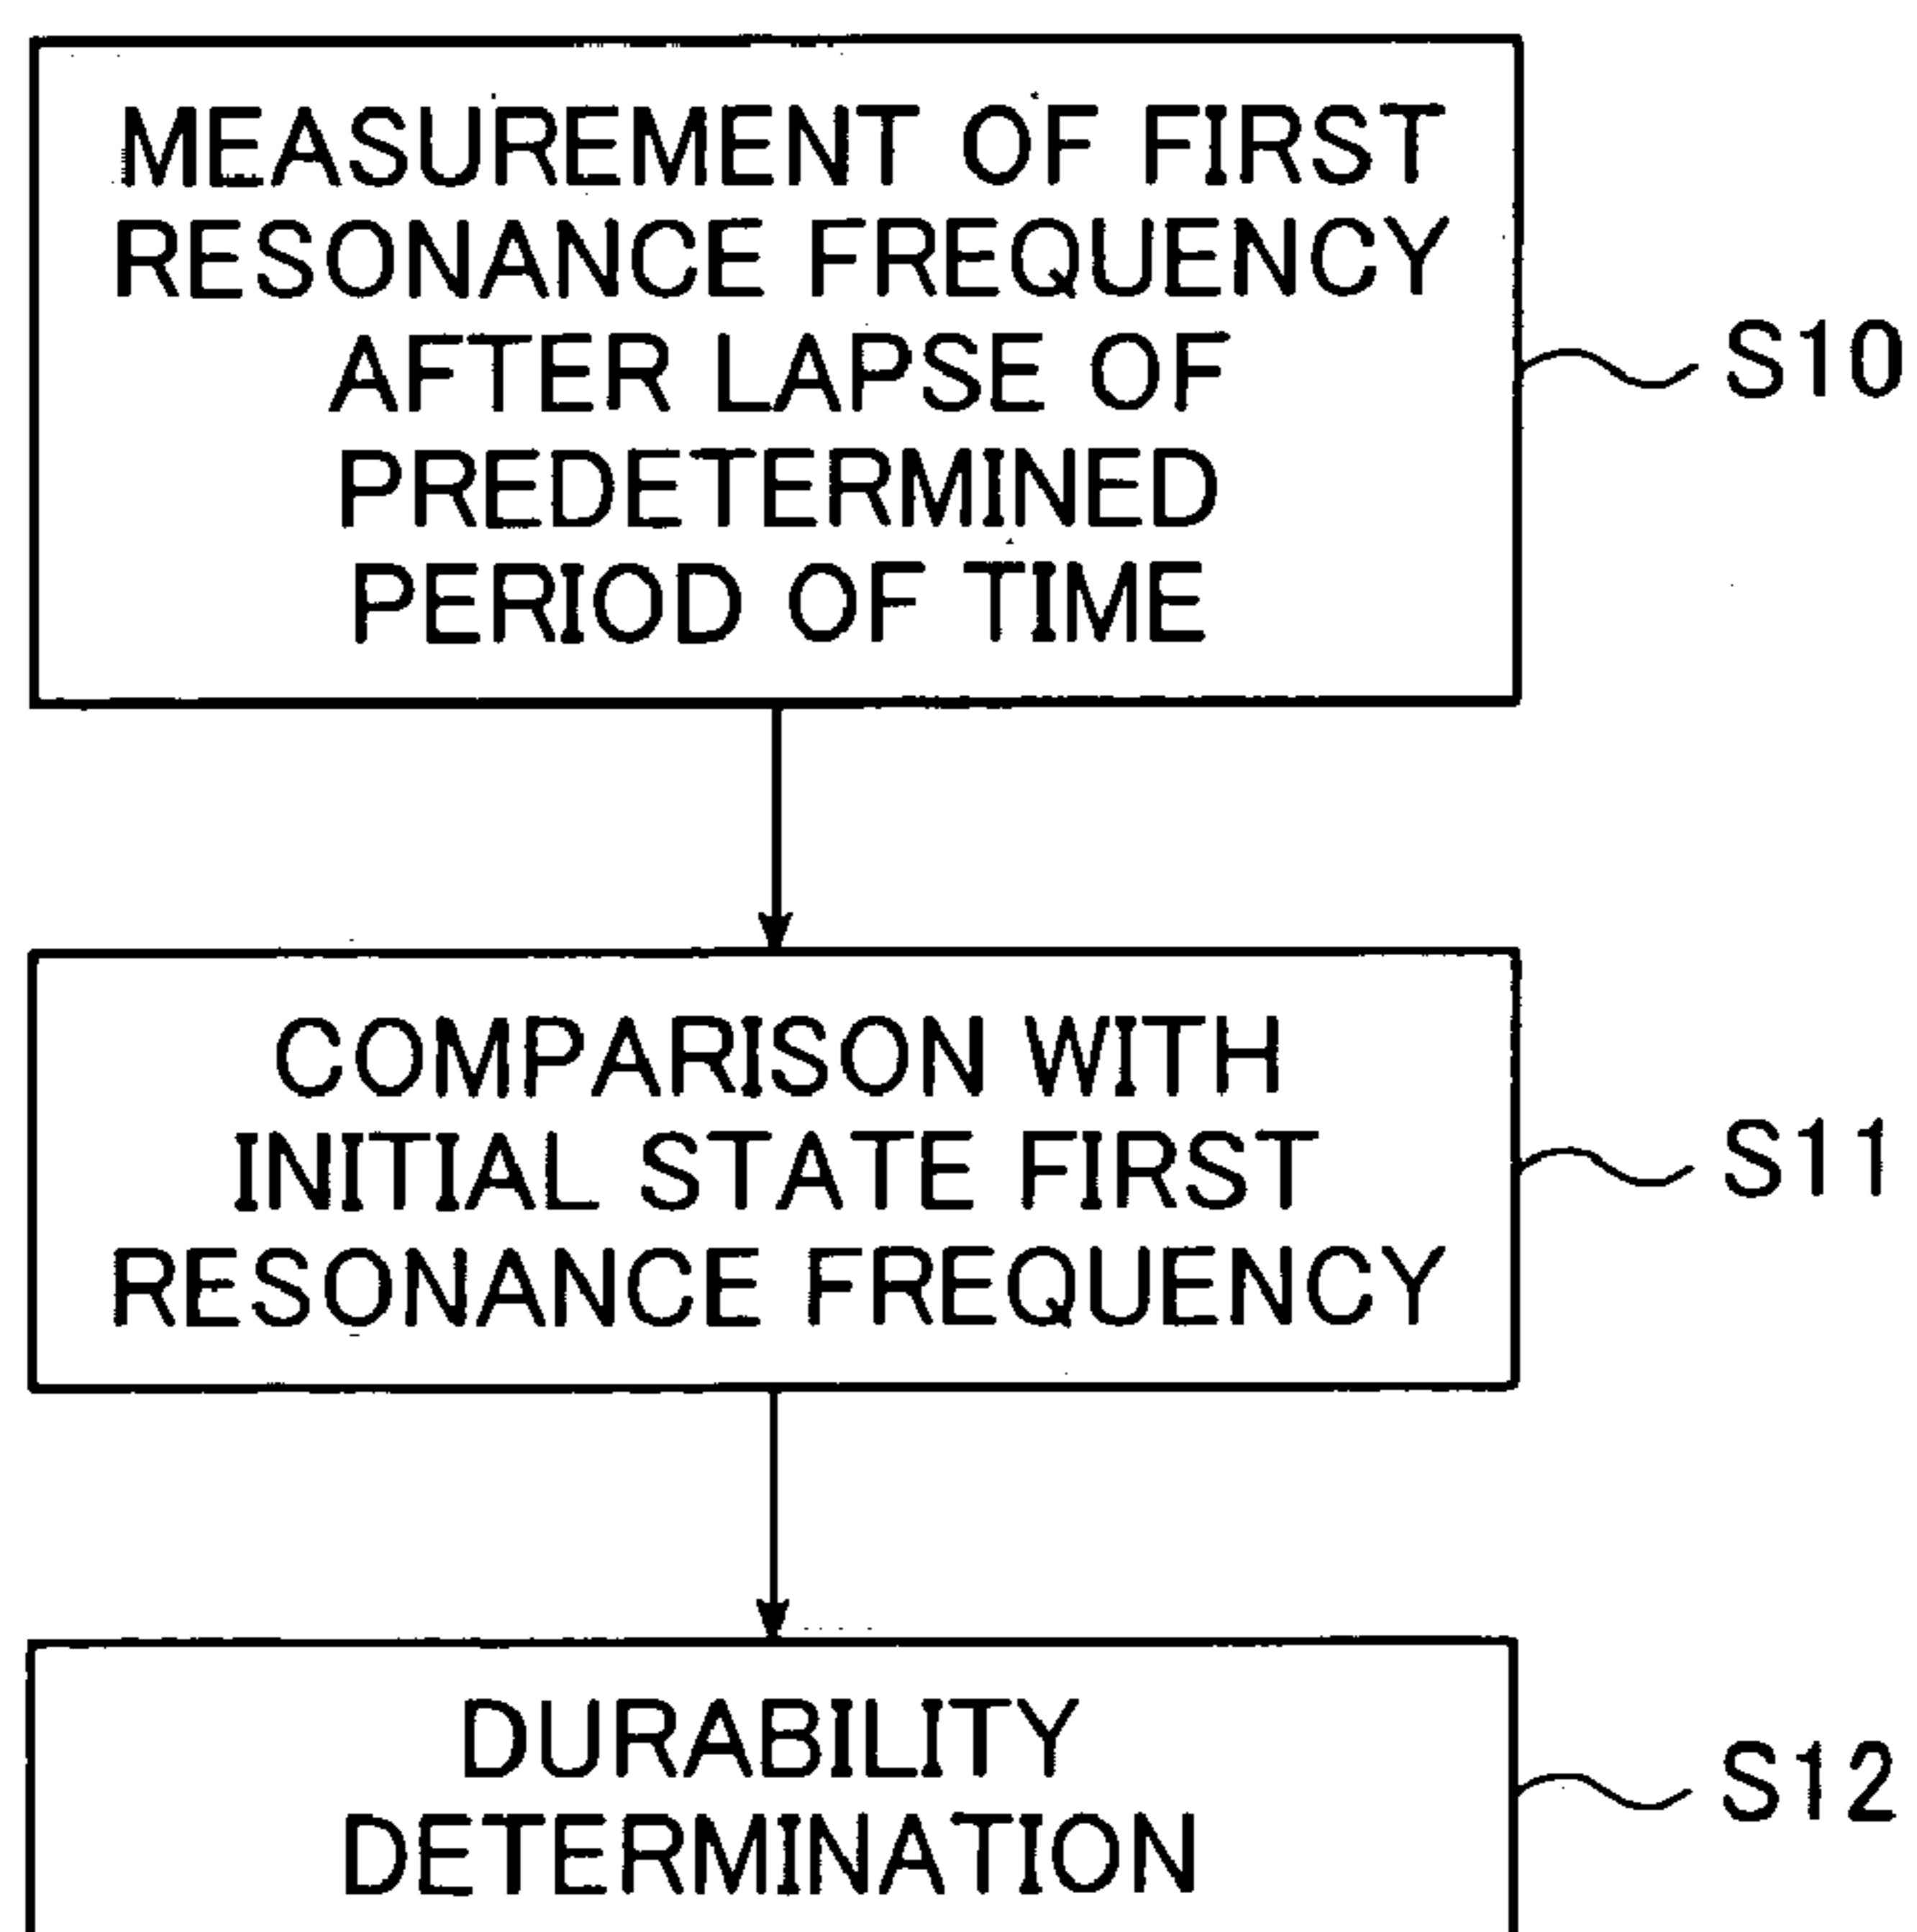 MEASUREMENT OF FIRST
RESONANCE FREQUENCY
AFTER LAPSE OF
PREDETERMINED
PERIOD OF TIME
S10
COMPARISON WITH
INITIAL STATE FIRST
RESONANCE FREQUENCY
S11
DURABILITY
DETERMINATION
S12